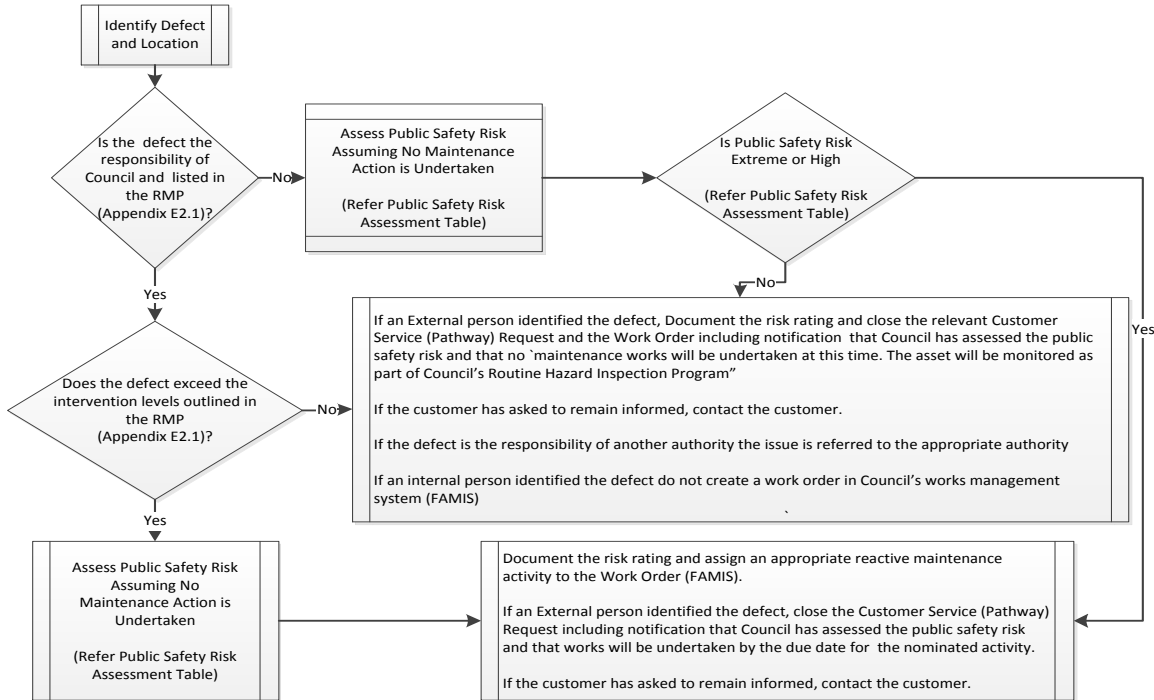 Identify Defect
and Location
Is the defect the
responsibility of
Council and listed in
the RMP
(Appendix E2.1)?
No
Assess Public Safety Risk
Assuming No Maintenance
Action is Undertaken
(Refer Public Safety Risk
Assessment Table)
Is Public Safety Risk
Extreme or High
(Refer Public Safety Risk
Assessment Table)
No
Yes
Yes
Does the defect exceed the
intervention levels outlined in
the RMP
(Appendix E2.1)?
No
If an External person identified the defect, Document the risk rating and close the relevant Customer
Service (Pathway) Request and the Work Order including notification that Council has assessed the public
safety risk and that no `maintenance works will be undertaken at this time. The asset will be monitored as
part of Council’s Routine Hazard Inspection Program”
If the customer has asked to remain informed, contact the customer.
If the defect is the responsibility of another authority the issue is referred to the appropriate authority
If an internal person identified the defect do not create a work order in Council’s works management
system (FAMIS)
`
Yes
Assess Public Safety Risk
Assuming No
Maintenance Action is
Undertaken
(Refer Public Safety Risk
Assessment Table)
Document the risk rating and assign an appropriate reactive maintenance
activity to the Work Order (FAMIS).
If an External person identified the defect, close the Customer Service (Pathway)
Request including notification that Council has assessed the public safety risk
and that works will be undertaken by the due date for the nominated activity.
If the customer has asked to remain informed, contact the customer.